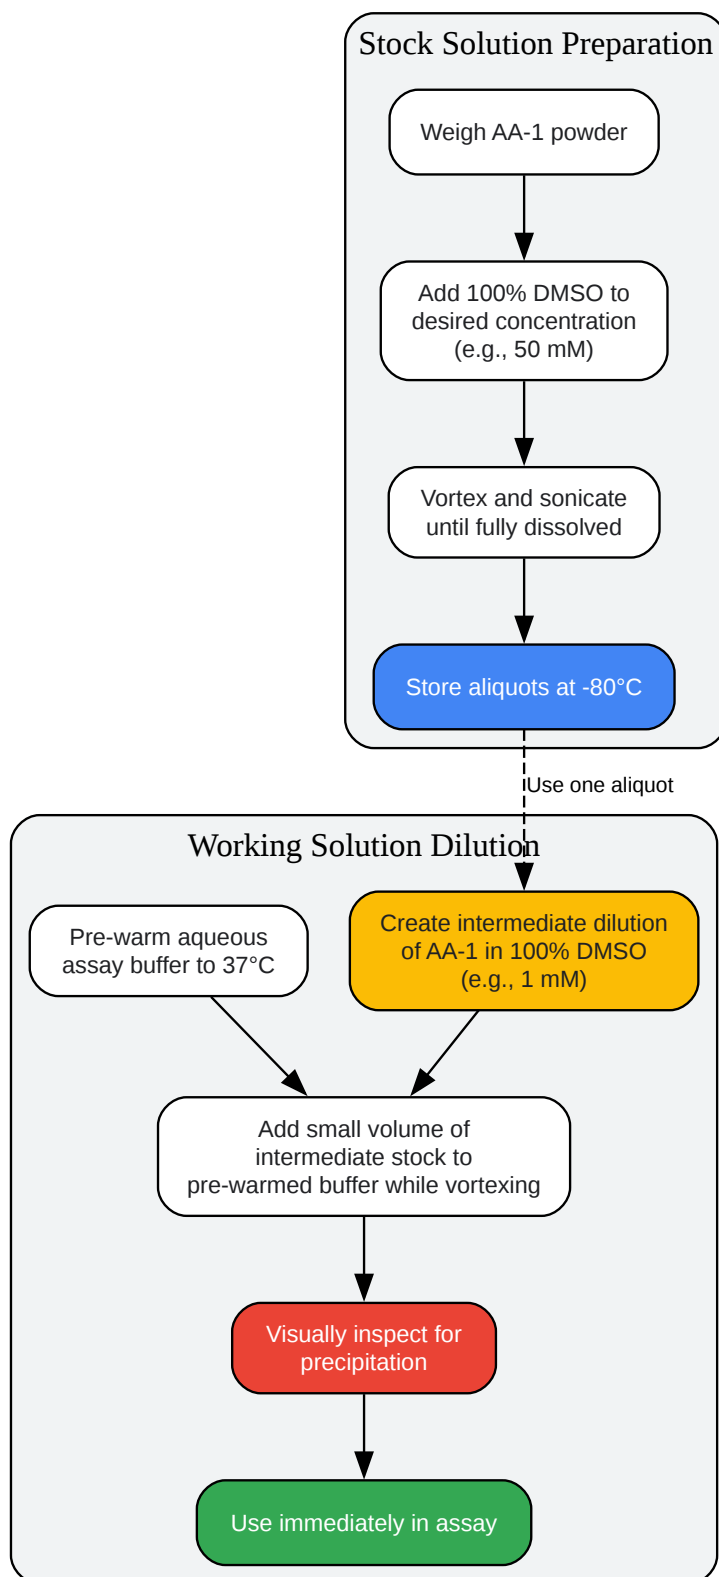 Stock Solution Preparation
Weigh AA-1 powder
Add 100% DMSO to
desired concentration
(e.g., 50 mM)
Vortex and sonicate
until fully dissolved
Store aliquots at -80°C
Use one aliquot
Working Solution Dilution
Pre-warm aqueous
assay buffer to 37°C
Create intermediate dilution
of AA-1 in 100% DMSO
(e.g., 1 mM)
Add small volume of
intermediate stock to
pre-warmed buffer while vortexing
Visually inspect for
precipitation
Use immediately in assay